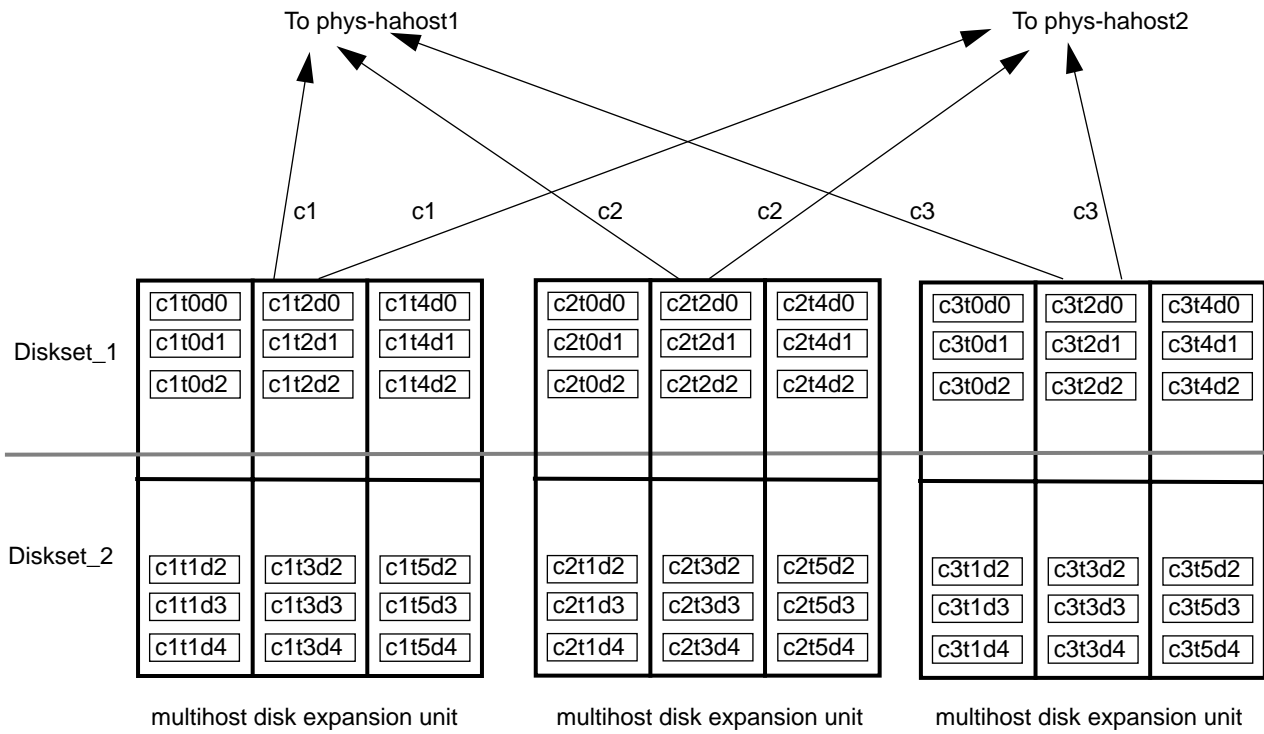 To phys-hahost1 To phys-hahost2
c1 c1 c2 c2 c3 c3
c1t0d0 c1t2d0 c1t4d0 c2t0d0 c2t2d0 c2t4d0 c3t0d0 c3t2d0 c3t4d0
Diskset_1 c1t0d1 c1t2d1 c1t4d1 c2t0d1 c2t2d1 c2t4d1 c3t0d1 c3t2d1 c3t4d1
c1t0d2 c1t2d2 c1t4d2 c2t0d2 c2t2d2 c2t4d2 c3t0d2 c3t2d2 c3t4d2
Diskset_2 c1t1d2 c1t3d2 c1t5d2 c2t1d2 c2t3d2 c2t5d2 c3t1d2 c3t3d2 c3t5d2
c1t1d3 c1t3d3 c1t5d3 c2t1d3 c2t3d3 c2t5d3 c3t1d3 c3t3d3 c3t5d3
c1t1d4 c1t3d4 c1t5d4 c2t1d4 c2t3d4 c2t5d4 c3t1d4 c3t3d4 c3t5d4
multihost disk expansion unit multihost disk expansion unit multihost disk expansion unit